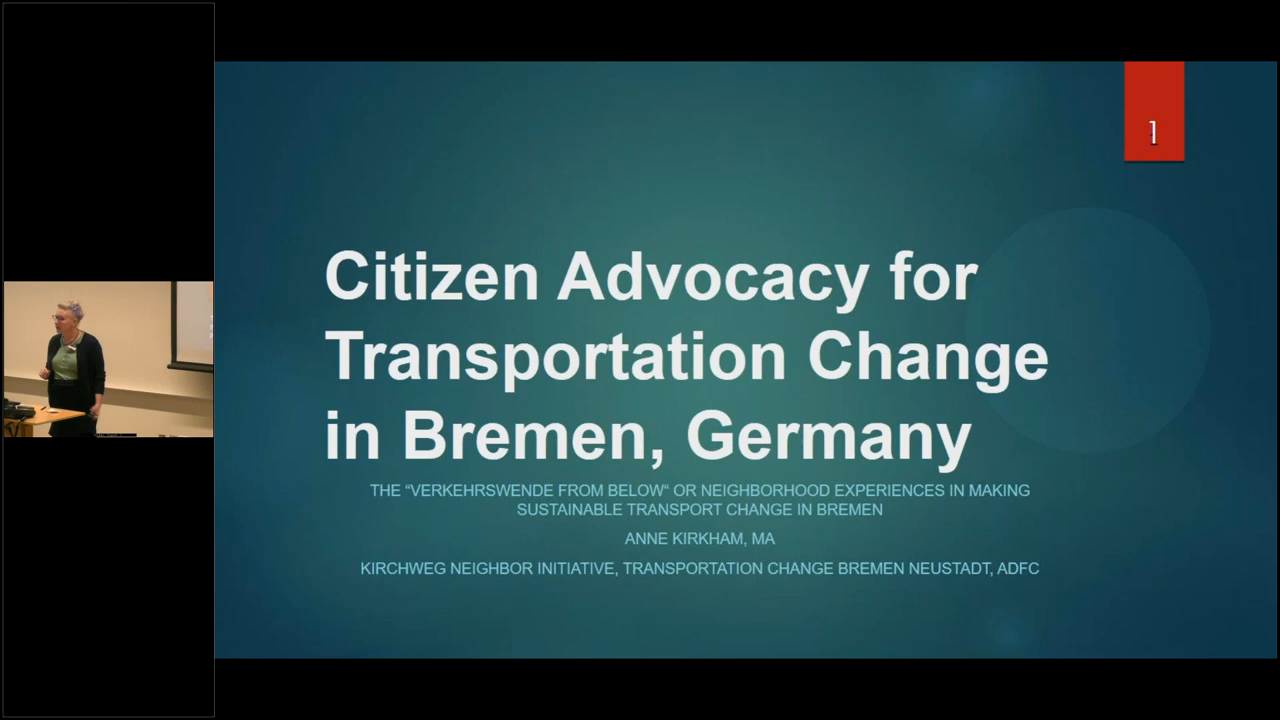 1
Citizen Advocacy for
Transportation Change
in Bremen, Germany
THE “VERKEHRSWENDE FROM BELOW“ OR NEIGHBORHOOD EXPERIENCES IN MAKING
SUSTAINABLE TRANSPORT CHANGE IN BREMEN
ANNE KIRKHAM, MA
KIRCHWEG NEIGHBOR INITIATIVE, TRANSPORTATION CHANGE BREMEN NEUSTADT, ADFC